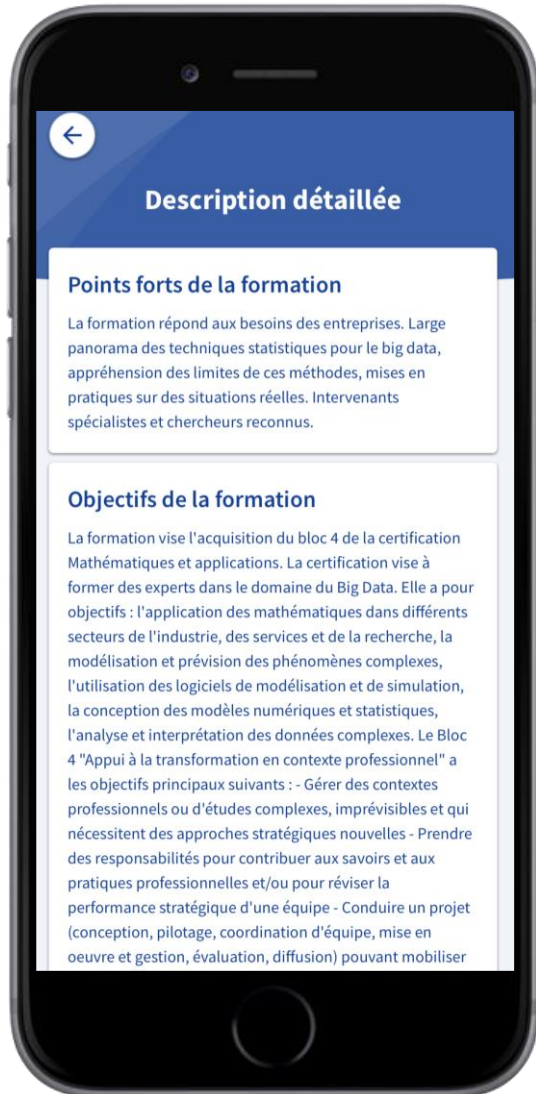 Description détaillée
Points forts de la formation
La formation répond aux besoins des entreprises. Large
panorama des techniques statistiques pour le big data,
appréhension des limites de ces méthodes, mises en
pratiques sur des situations réelles. Intervenants
spécialistes et chercheurs reconnus.
Objectifs de la formation
La formation vise l'acquisition du bloc 4 de la certification
Mathématiques et applications. La certification vise à
former des experts dans le domaine du Big Data. Elle a pour
objectifs : l'application des mathématiques dans différents
secteurs de l'industrie, des services et de la recherche, la
modélisation et prévision des phénomènes complexes,
l'utilisation des logiciels de modélisation et de simulation,
la conception des modèles numériques et statistiques,
l'analyse et interprétation des données complexes. Le Bloc
4 "Appui à la transformation en contexte professionnel" a
les objectifs principaux suivants : - Gérer des contextes
professionnels ou d'études complexes, imprévisibles et qui
nécessitent des approches stratégiques nouvelles - Prendre
des responsabilités pour contribuer aux savoirs et aux
pratiques professionnelles et/ou pour réviser la
performance stratégique d'une équipe - Conduire un projet
(conception, pilotage, coordination d'équipe, mise en
oeuvre et gestion, évaluation, diffusion) pouvant mobiliser